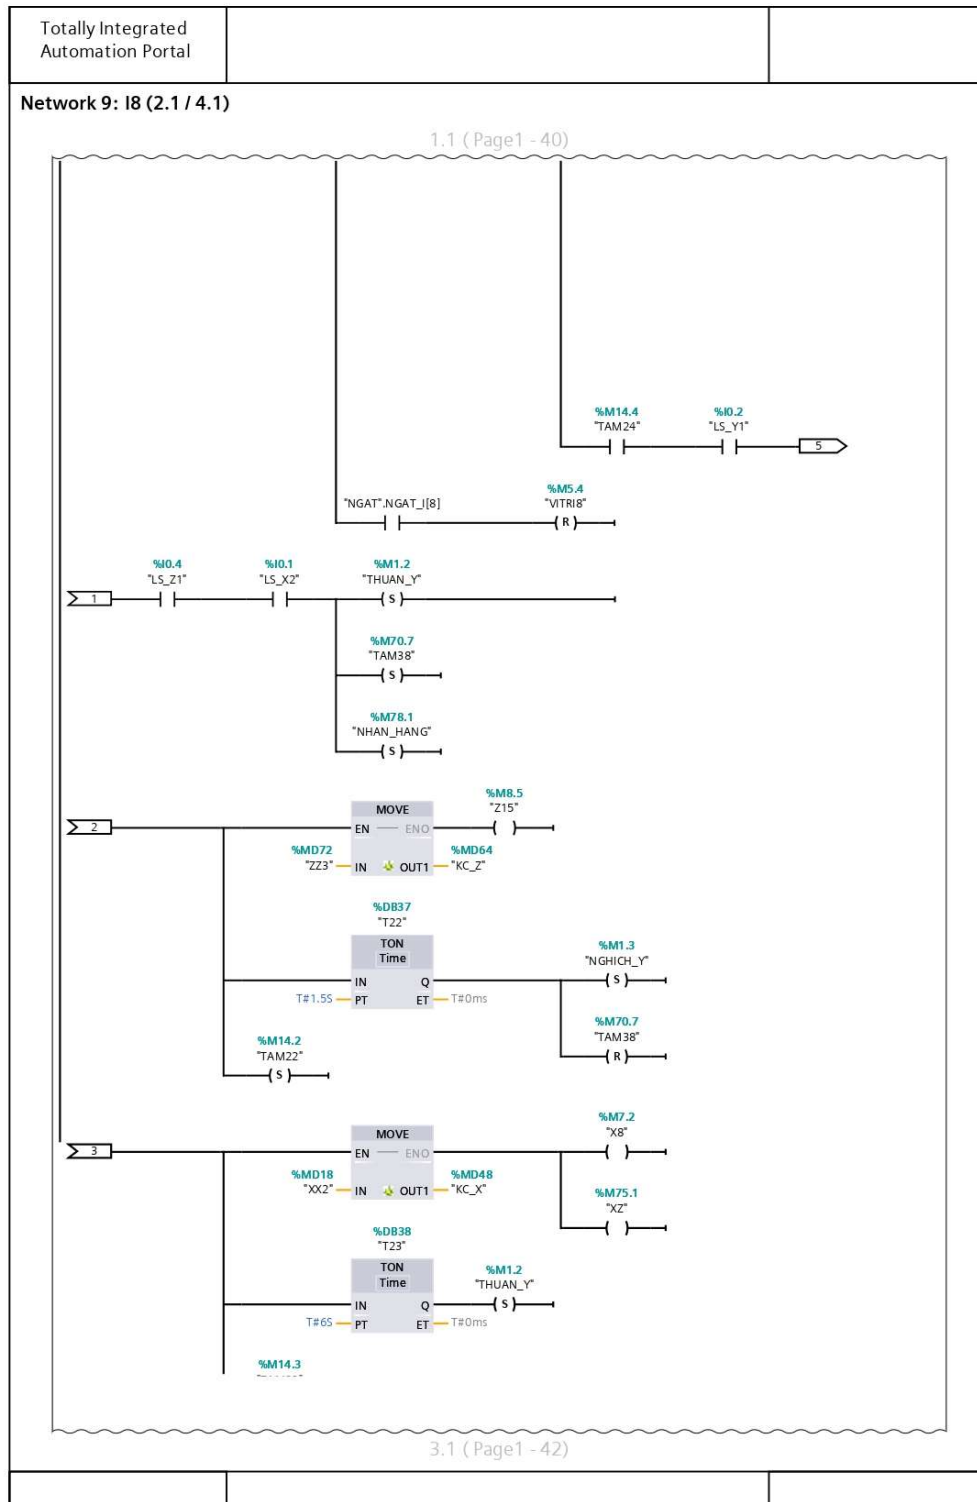 Totally Integrated
Automation Portal
Network 9: I8 (2.1 / 4.1)
1.1 ( Page1 - 40)
%M14.4
"TAM24"
%I0.2
"LS_Y1"
5
"NGAT".NGAT_I[8]
%M5.4
"VITRI8"
R
%I0.4
"LS_Z1"
%I0.1
"LS_X2"
%M1.2
"THUAN_Y"
1
S
%M70.7
"TAM38"
S
%M78.1
"NHAN_HANG"
S
%M8.5
"Z15"
2
MOVE
EN ENO
%MD72
"ZZ3"
IN OUT1
%MD64
"KC_Z"
%DB37
"T22"
TON
Time
IN Q
T#1.5S PT ET T#0ms
%M1.3
"NGHICH_Y"
S
%M70.7
"TAM38"
R
%M14.2
"TAM22"
S
%M7.2
"X8"
3
MOVE
EN ENO
%MD18
"XX2"
IN OUT1
%MD48
"KC_X"
%M75.1
"XZ"
%DB38
"T23"
TON
Time
%M1.2
"THUAN_Y"
IN Q S
T#6S PT ET T#0ms
%M14.3
3.1 ( Page1 - 42)